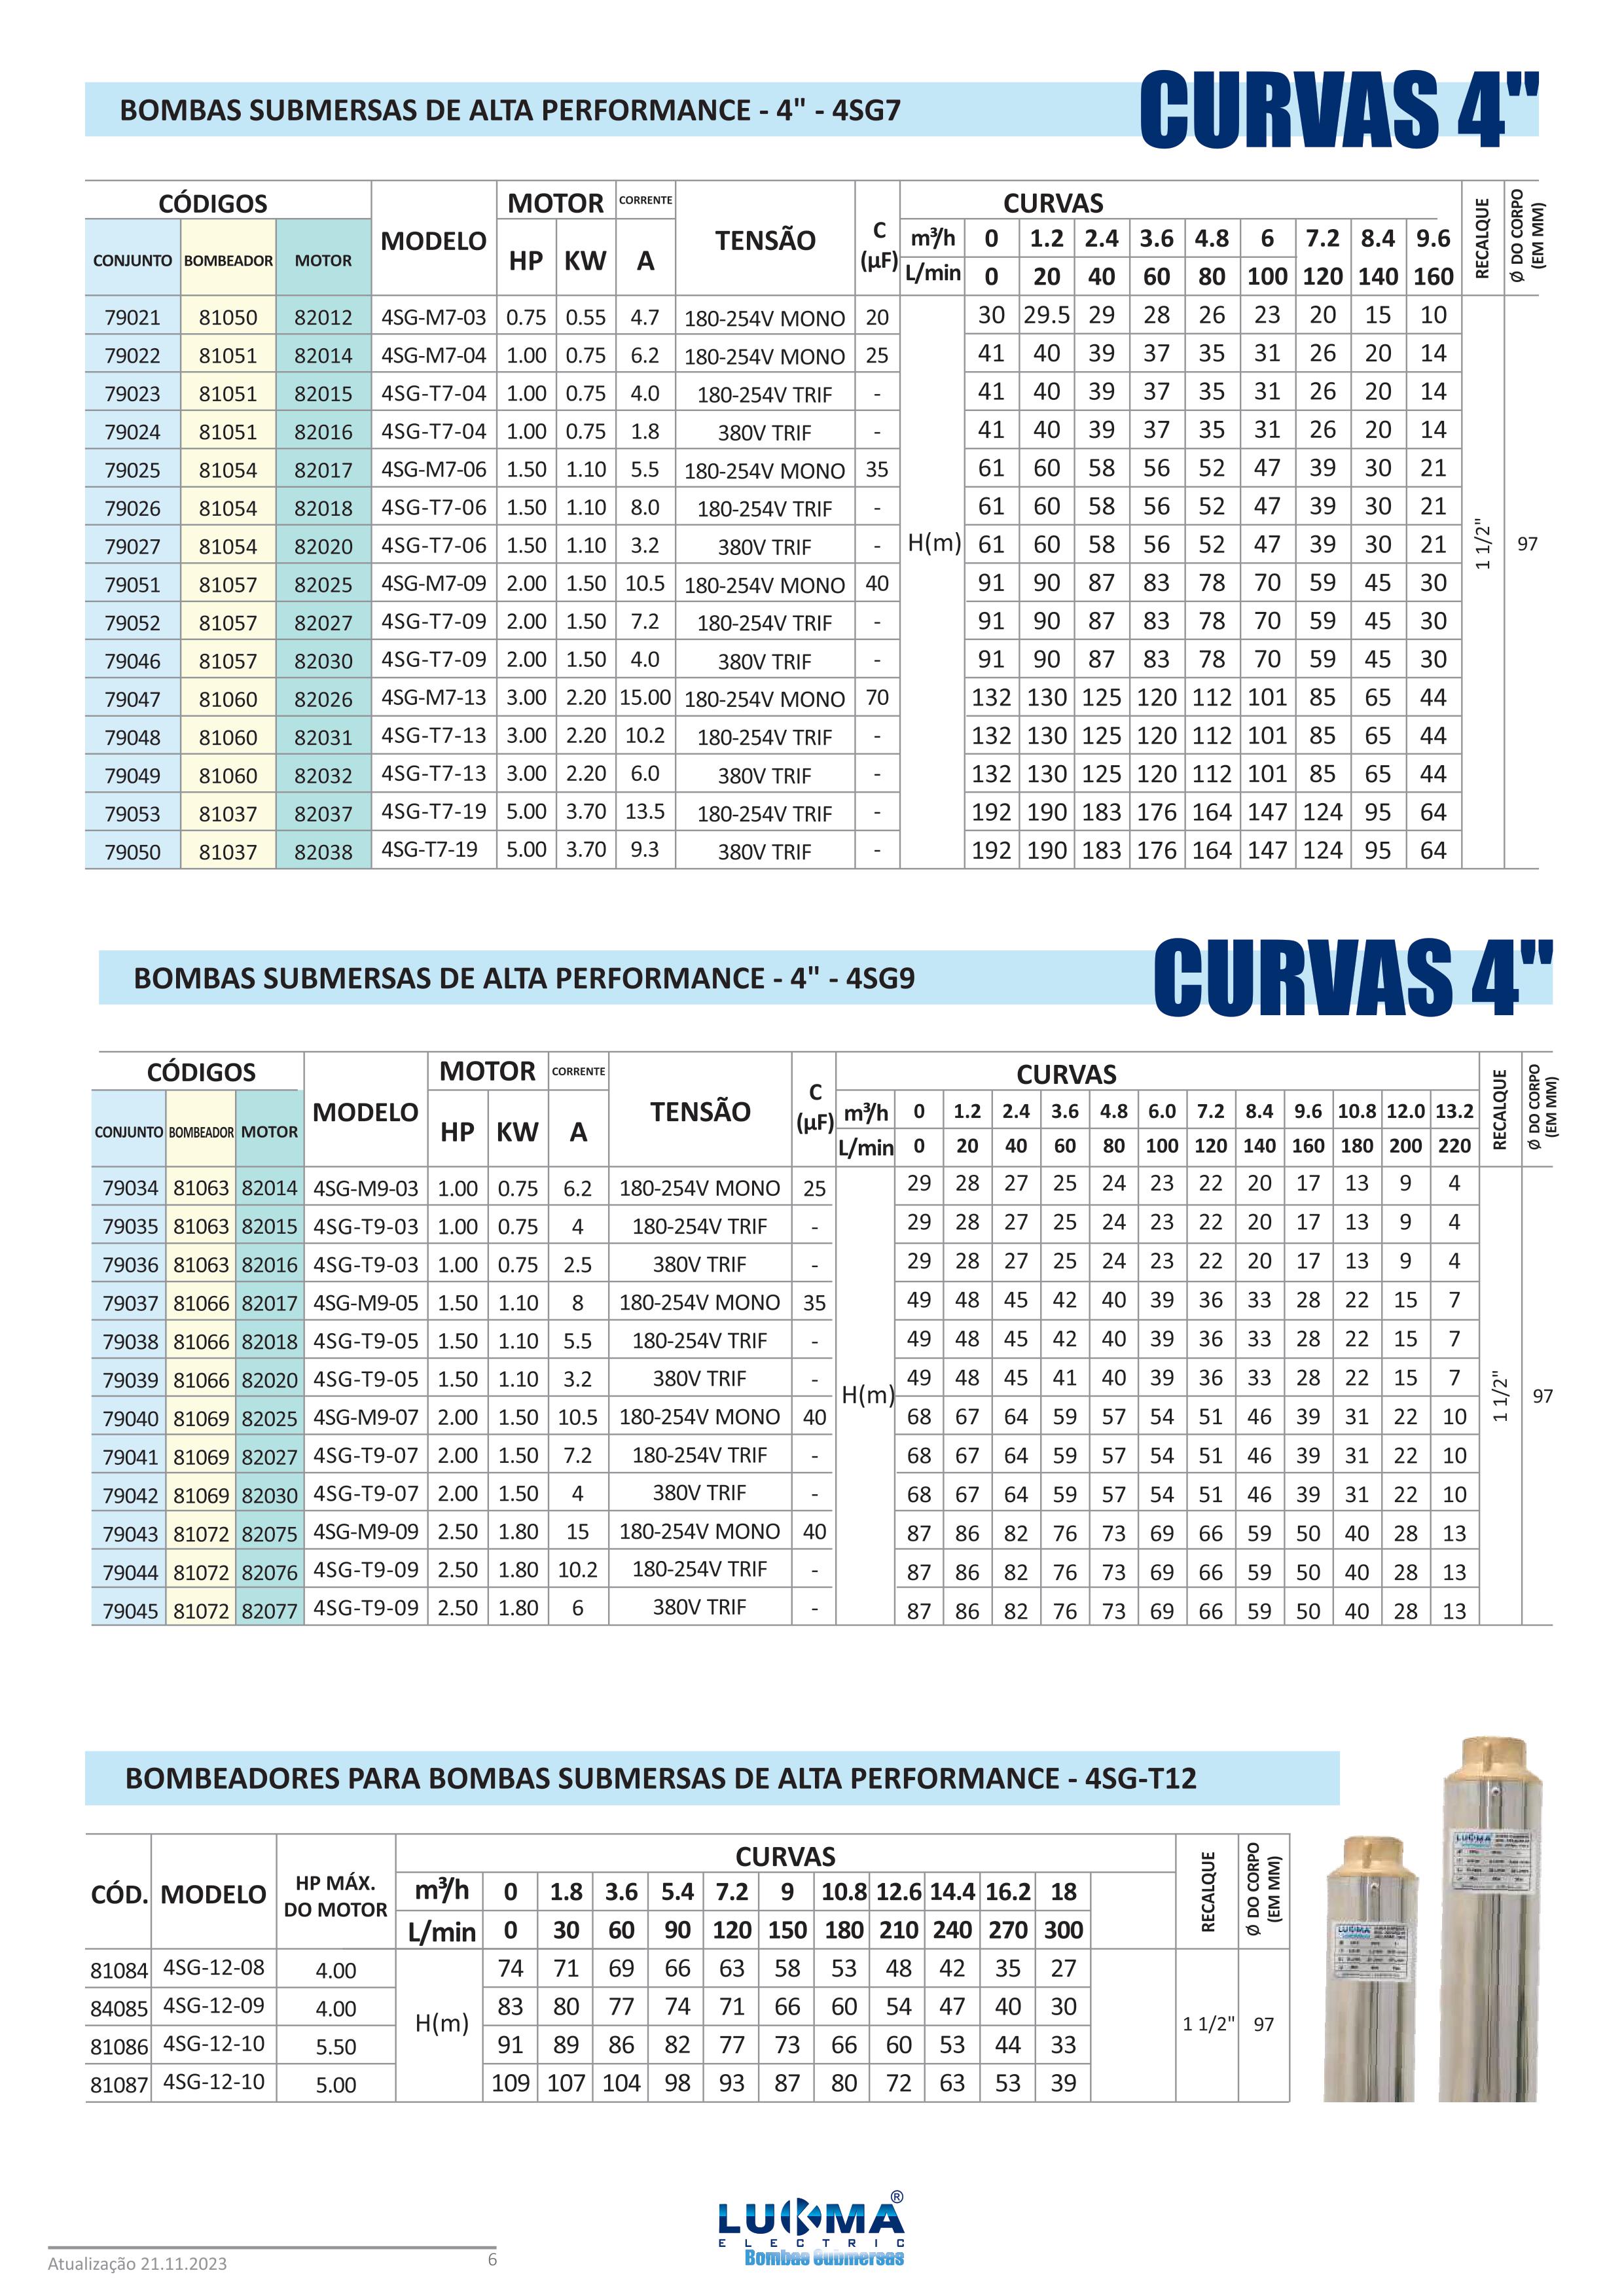 BOMBAS SUBMERSAS DE ALTA PERFORMANCE - 4" - 4SG7
CURVAS 4"
CÓDIGOS MODELO MOTOR CORRENTE TENSÃO C (µF) CURVAS RECALQUE Ø DO CORPO (EM MM)
CONJUNTO BOMBEADOR MOTOR HP KW A
m³/h 0 1.2 2.4 3.6 4.8 6 7.2 8.4 9.6
L/min 0 20 40 60 80 100 120 140 160
79021 81050 82012 4SG-M7-03 0.75 0.55 4.7 180-254V MONO 20 30 29.5 29 28 26 23 20 15 10
79022 81051 82014 4SG-M7-04 1.00 0.75 6.2 180-254V MONO 25 41 40 39 37 35 31 26 20 14
79023 81051 82015 4SG-T7-04 1.00 0.75 4.0 180-254V TRIF - 41 40 39 37 35 31 26 20 14
79024 81051 82016 4SG-T7-04 1.00 0.75 1.8 380V TRIF - 41 40 39 37 35 31 26 20 14
79025 81054 82017 4SG-M7-06 1.50 1.10 5.5 180-254V MONO 35 61 60 58 56 52 47 39 30 21
79026 81054 82018 4SG-T7-06 1.50 1.10 8.0 180-254V TRIF - 61 60 58 56 52 47 39 30 21
79027 81054 82020 4SG-T7-06 1.50 1.10 3.2 380V TRIF - H(m) 61 60 58 56 52 47 39 30 21 1 1/2" 97
79051 81057 82025 4SG-M7-09 2.00 1.50 10.5 180-254V MONO 40 91 90 87 83 78 70 59 45 30
79052 81057 82027 4SG-T7-09 2.00 1.50 7.2 180-254V TRIF - 91 90 87 83 78 70 59 45 30
79046 81057 82030 4SG-T7-09 2.00 1.50 4.0 380V TRIF - 91 90 87 83 78 70 59 45 30
79047 81060 82026 4SG-M7-13 3.00 2.20 15.00 180-254V MONO 70 132 130 125 120 112 101 85 65 44
79048 81060 82031 4SG-T7-13 3.00 2.20 10.2 180-254V TRIF - 132 130 125 120 112 101 85 65 44
79049 81060 82032 4SG-T7-13 3.00 2.20 6.0 380V TRIF - 132 130 125 120 112 101 85 65 44
79053 81037 82037 4SG-T7-19 5.00 3.70 13.5 180-254V TRIF - 192 190 183 176 164 147 124 95 64
79050 81037 82038 4SG-T7-19 5.00 3.70 9.3 380V TRIF - 192 190 183 176 164 147 124 95 64
BOMBAS SUBMERSAS DE ALTA PERFORMANCE - 4" - 4SG9
CURVAS 4"
CÓDIGOS MODELO MOTOR CORRENTE TENSÃO C (µF) CURVAS RECALQUE Ø DO CORPO (EM MM)
CONJUNTO BOMBEADOR MOTOR HP KW A
m³/h 0 1.2 2.4 3.6 4.8 6.0 7.2 8.4 9.6 10.8 12.0 13.2
L/min 0 20 40 60 80 100 120 140 160 180 200 220
79034 81063 82014 4SG-M9-03 1.00 0.75 6.2 180-254V MONO 25 29 28 27 25 24 23 22 20 17 13 9 4
79035 81063 82015 4SG-T9-03 1.00 0.75 4 180-254V TRIF - 29 28 27 25 24 23 22 20 17 13 9 4
79036 81063 82016 4SG-T9-03 1.00 0.75 2.5 380V TRIF - 29 28 27 25 24 23 22 20 17 13 9 4
79037 81066 82017 4SG-M9-05 1.50 1.10 8 180-254V MONO 35 49 48 45 42 40 39 36 33 28 22 15 7
79038 81066 82018 4SG-T9-05 1.50 1.10 5.5 180-254V TRIF - 49 48 45 42 40 39 36 33 28 22 15 7
79039 81066 82020 4SG-T9-05 1.50 1.10 3.2 380V TRIF - H(m) 49 48 45 41 40 39 36 33 28 22 15 7 1 1/2" 97
79040 81069 82025 4SG-M9-07 2.00 1.50 10.5 180-254V MONO 40 68 67 64 59 57 54 51 46 39 31 22 10
79041 81069 82027 4SG-T9-07 2.00 1.50 7.2 180-254V TRIF - 68 67 64 59 57 54 51 46 39 31 22 10
79042 81069 82030 4SG-T9-07 2.00 1.50 4 380V TRIF - 68 67 64 59 57 54 51 46 39 31 22 10
79043 81072 82075 4SG-M9-09 2.50 1.80 15 180-254V MONO 40 87 86 82 76 73 69 66 59 50 40 28 13
79044 81072 82076 4SG-T9-09 2.50 1.80 10.2 180-254V TRIF - 87 86 82 76 73 69 66 59 50 40 28 13
79045 81072 82077 4SG-T9-09 2.50 1.80 6 380V TRIF - 87 86 82 76 73 69 66 59 50 40 28 13
BOMBEADORES PARA BOMBAS SUBMERSAS DE ALTA PERFORMANCE - 4SG-T12
CÓD. MODELO HP MÁX. DO MOTOR CURVAS RECALQUE Ø DO CORPO (EM MM)
m³/h 0 1.8 3.6 5.4 7.2 9 10.8 12.6 14.4 16.2 18
L/min 0 30 60 90 120 150 180 210 240 270 300
81084 4SG-12-08 4.00 74 71 69 66 63 58 53 48 42 35 27
84085 4SG-12-09 4.00 H(m) 83 80 77 74 71 66 60 54 47 40 30 1 1/2" 97
81086 4SG-12-10 5.50 91 89 86 82 77 73 66 60 53 44 33
81087 4SG-12-10 5.00 109 107 104 98 93 87 80 72 63 53 39
LUKMA
LUKMA
LUKMA ®
ELECTRIC
Bombas Submersas
Atualização 21.11.2023
6